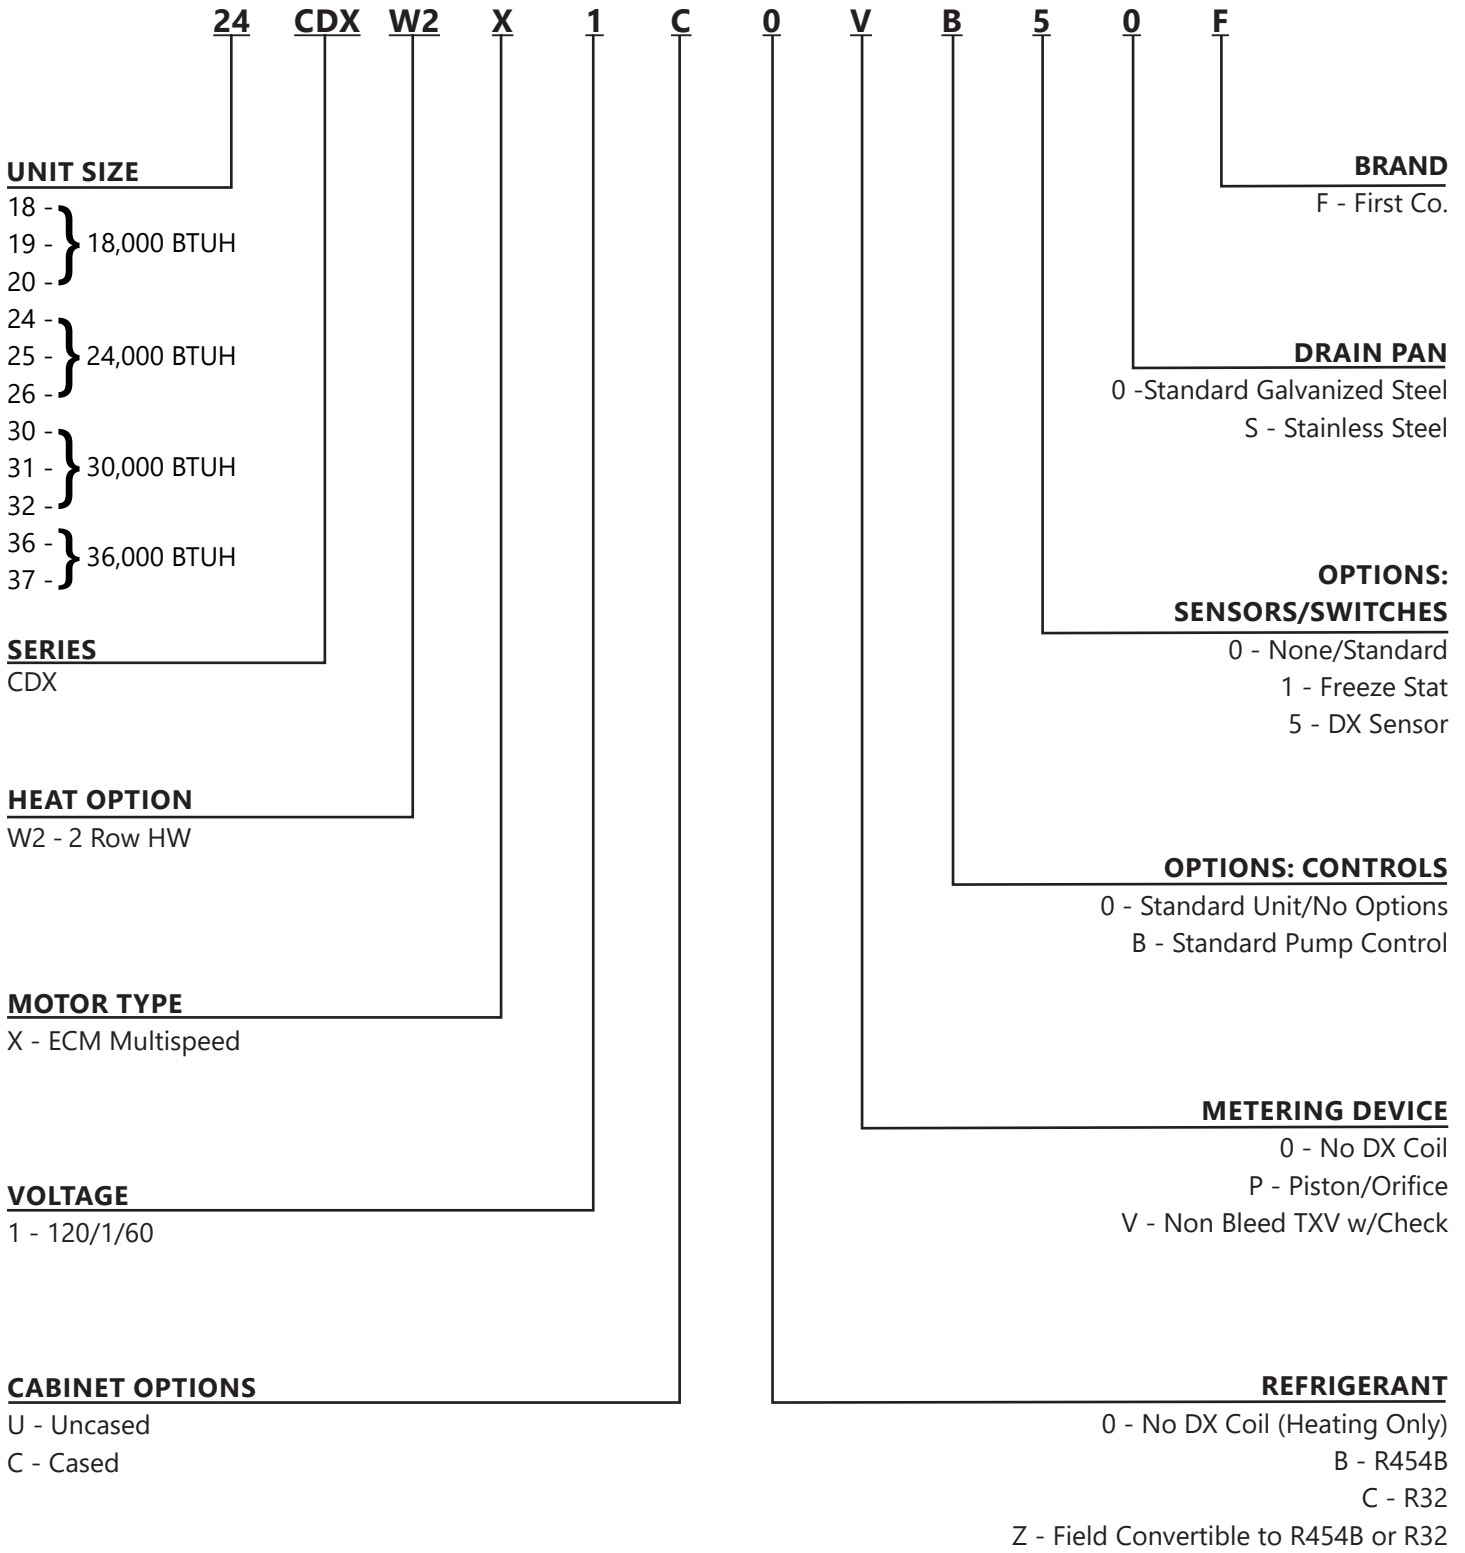 24 CDX W2 X 1 C 0 V B 5 0 F
UNIT SIZE
18 -
19 - } 18,000 BTUH
20 -
24 -
25 - } 24,000 BTUH
26 -
30 -
31 - } 30,000 BTUH
32 -
36 -
} 36,000 BTUH
37 -
SERIES
CDX
HEAT OPTION
W2 - 2 Row HW
MOTOR TYPE
X - ECM Multispeed
VOLTAGE
1 - 120/1/60
CABINET OPTIONS
U - Uncased
C - Cased
BRAND
F - First Co.
DRAIN PAN
0 -Standard Galvanized Steel
S - Stainless Steel
OPTIONS:
SENSORS/SWITCHES
0 - None/Standard
1 - Freeze Stat
5 - DX Sensor
OPTIONS: CONTROLS
0 - Standard Unit/No Options
B - Standard Pump Control
METERING DEVICE
0 - No DX Coil
P - Piston/Orifice
V - Non Bleed TXV w/Check
REFRIGERANT
0 - No DX Coil (Heating Only)
B - R454B
C - R32
Z - Field Convertible to R454B or R32